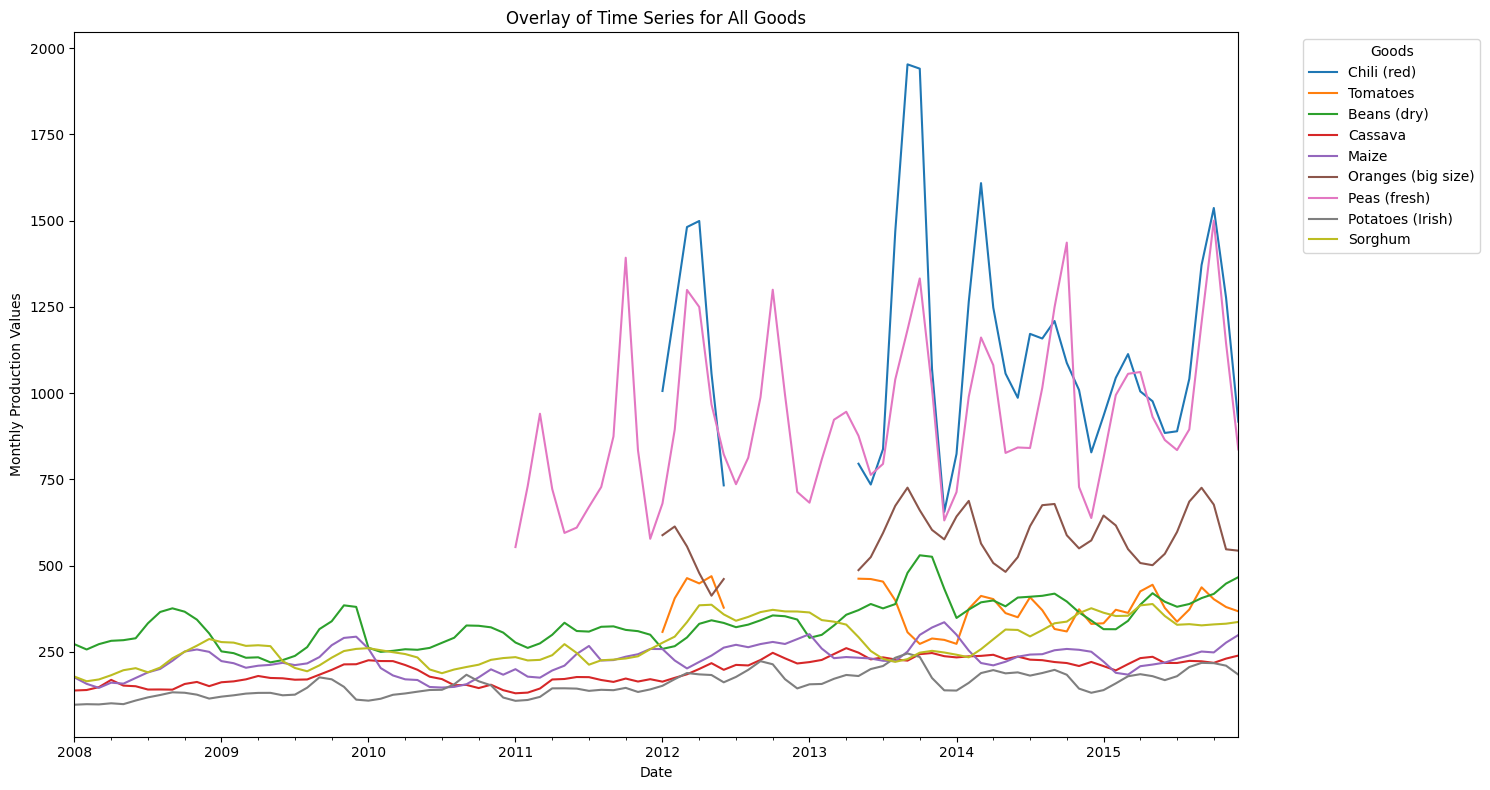 Overlay of Time Series for All Goods
Monthly Production Values
2000
1750
1500
1250
1000
750
500
250
2008
2009
2010
2011
2012
2013
2014
2015
Date
Goods
Chili (red)
Tomatoes
Beans (dry)
Cassava
Maize
Oranges (big size)
Peas (fresh)
Potatoes (Irish)
Sorghum